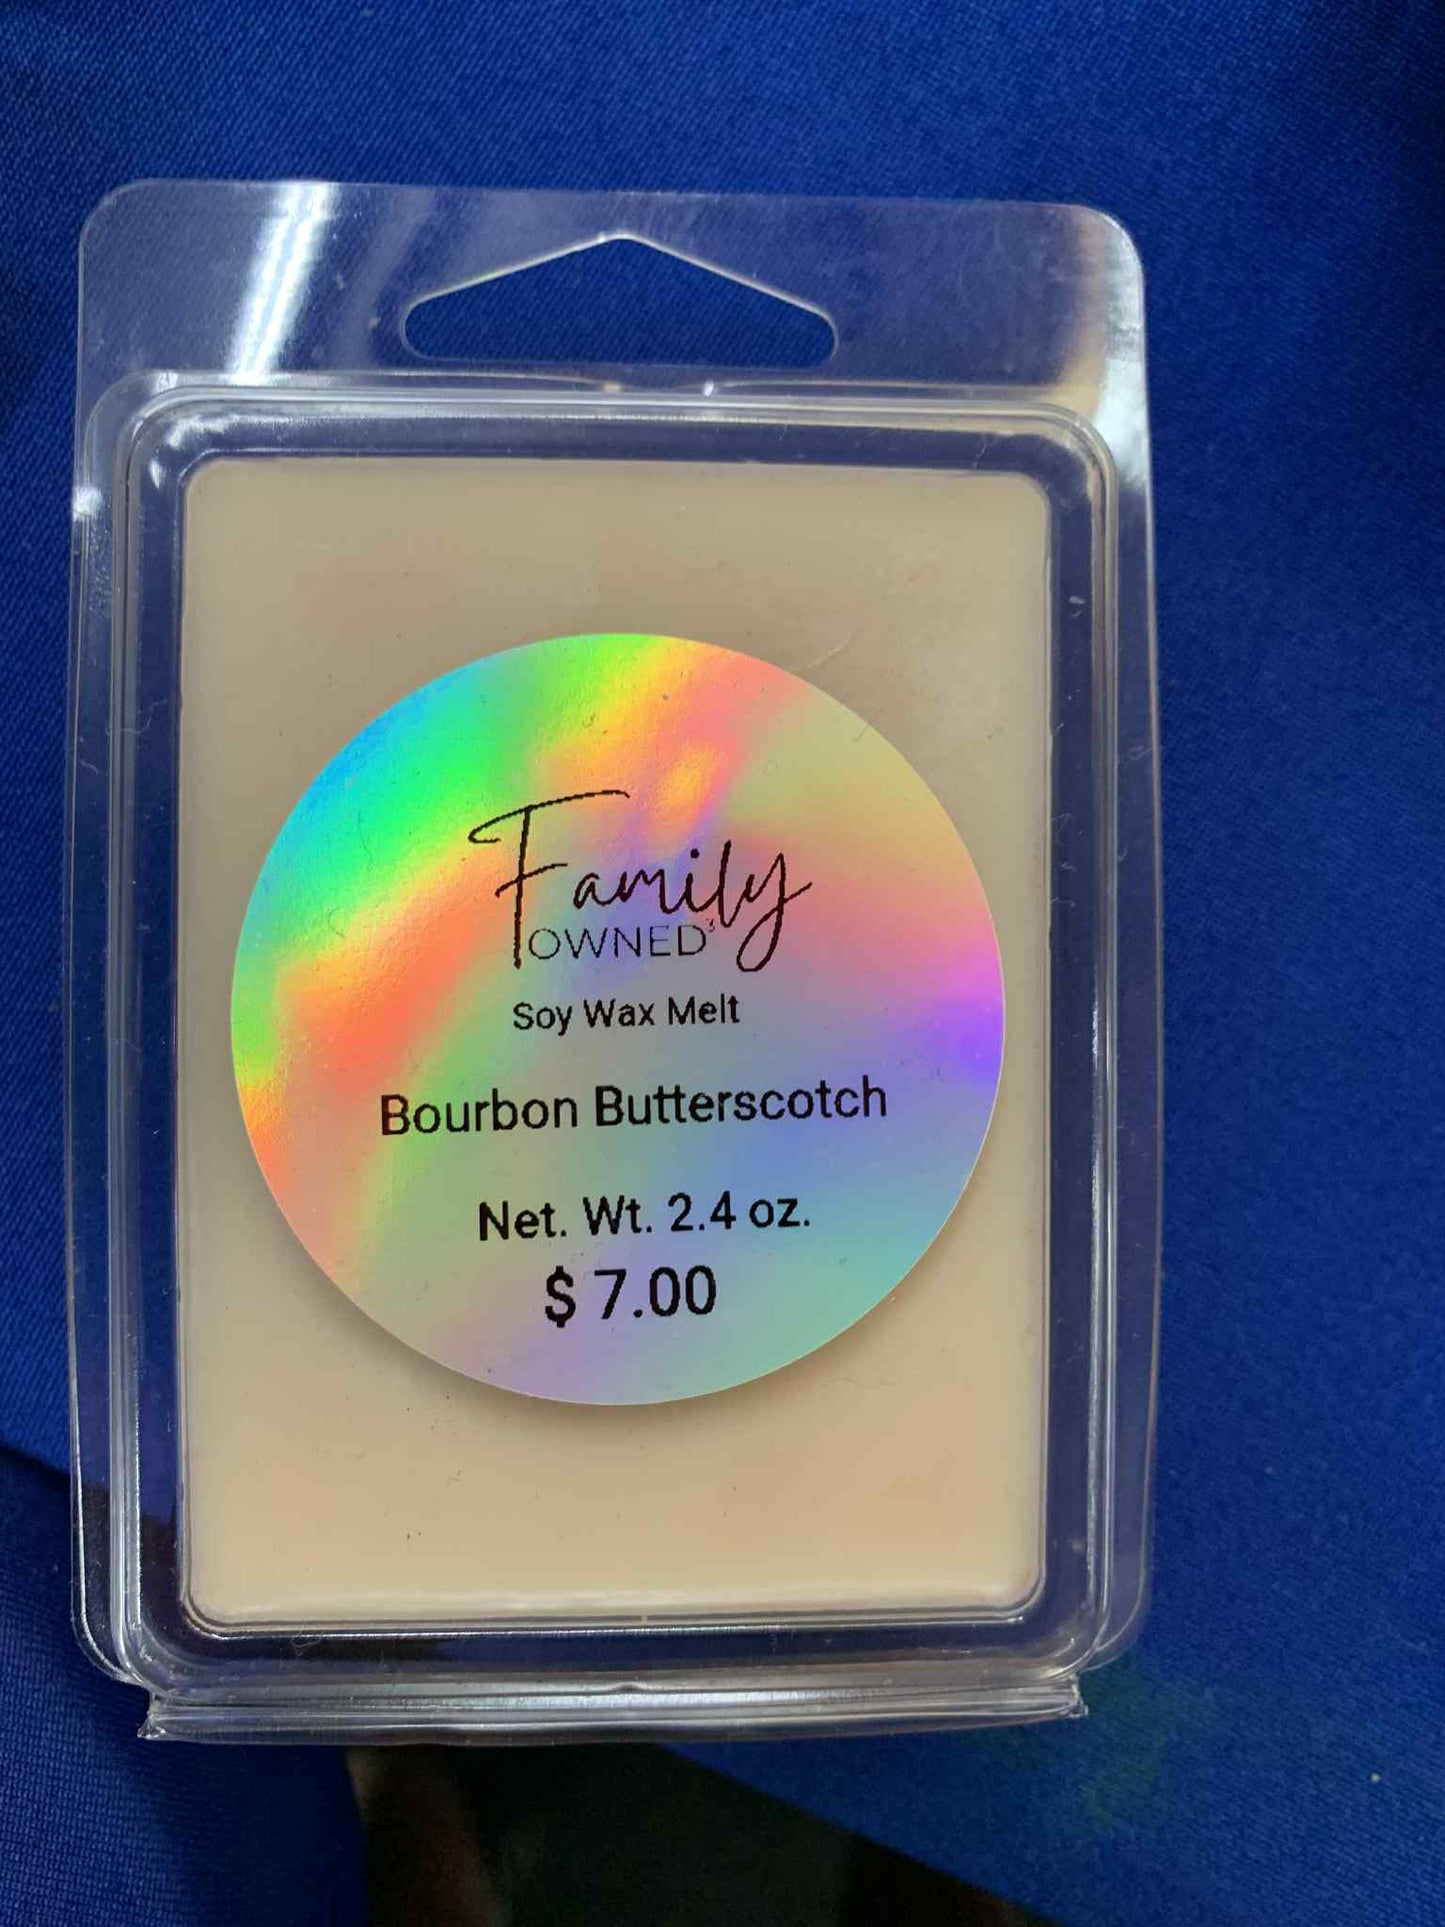 Family
OWNED
Soy Wax Melt
Bourbon Butterscotch
Net. Wt. 2.4 oz.
$ 7.00